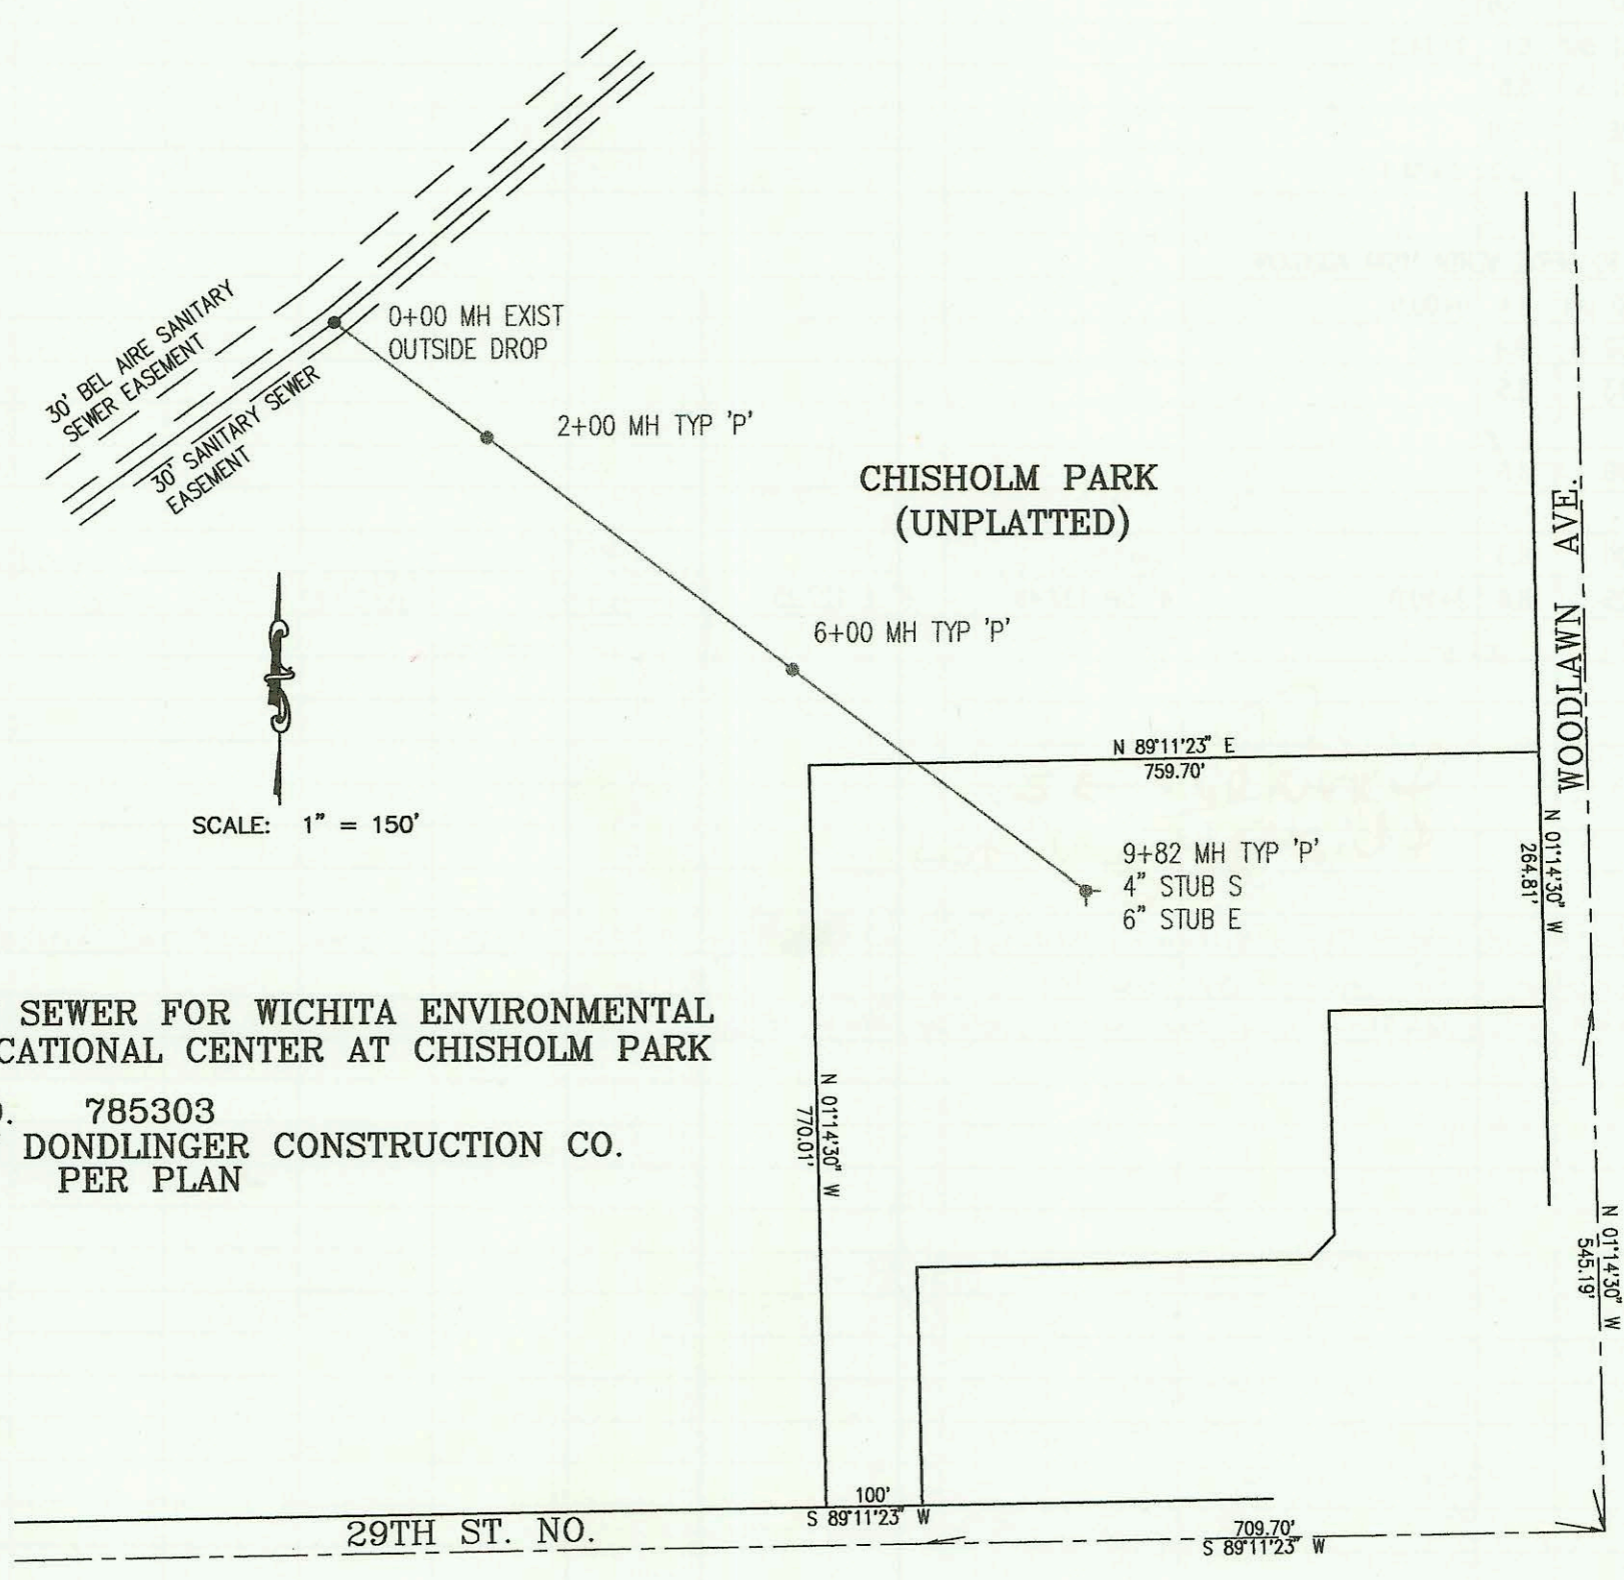 30' BEL AIRE SANITARY
SEWER EASEMENT
30' SANITARY SEWER
EASEMENT
0+00 MH EXIST
OUTSIDE DROP
2+00 MH TYP 'P'
CHISHOLM PARK
(UNPLATTED)
6+00 MH TYP 'P'
WOODLAWN AVE.
N 89°11'23" E
759.70'
SCALE: 1" = 150'
9+82 MH TYP 'P'
4" STUB S
6" STUB E
N 01°14'30" W
264.81'
SEWER FOR WICHITA ENVIRONMENTAL
CATIONAL CENTER AT CHISHOLM PARK
785303
DONDLINGER CONSTRUCTION CO.
PER PLAN
N 01°14'30" W
770.01'
N 01°14'30" W
545.19'
100'
S 89°11'23" W
29TH ST. NO.
709.70'
S 89°11'23" W